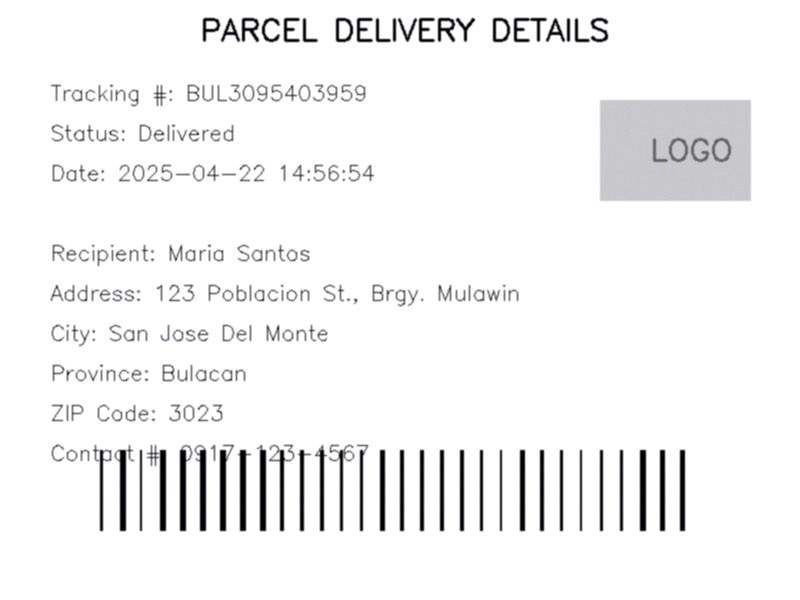 PARCEL DELIVERY DETAILS
Tracking #: BUL3095403959
Status: Delivered
Date: 2025-04-22 14:56:54
LOGO
Recipient: Maria Santos
Address: 123 Poblacion St., Brgy. Mulawin
City: San Jose Del Monte
Province: Bulacan
ZIP Code: 3023
Contact #: 0917-123-4567